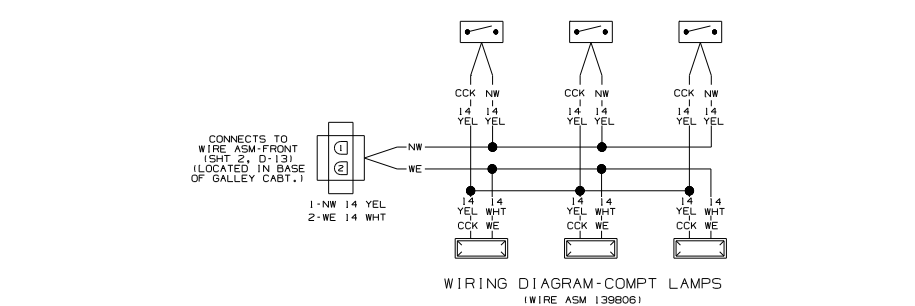 CCK NW CCK NW CCK NW
14 14 14 14 14 14
YEL YEL YEL YEL YEL YEL
CONNECTS TO
WIRE ASM-FRONT
(SHT 2, D-13)
(LOCATED IN BASE
OF GALLEY CABT.)
1
2
NW
WE
1-NW 14 YEL
2-WE 14 WHT
14 14 14 14 14 14
YEL WHT YEL WHT YEL WHT
CCK WE CCK WE CCK WE
WIRING DIAGRAM-COMPT LAMPS
(WIRE ASM 139806)